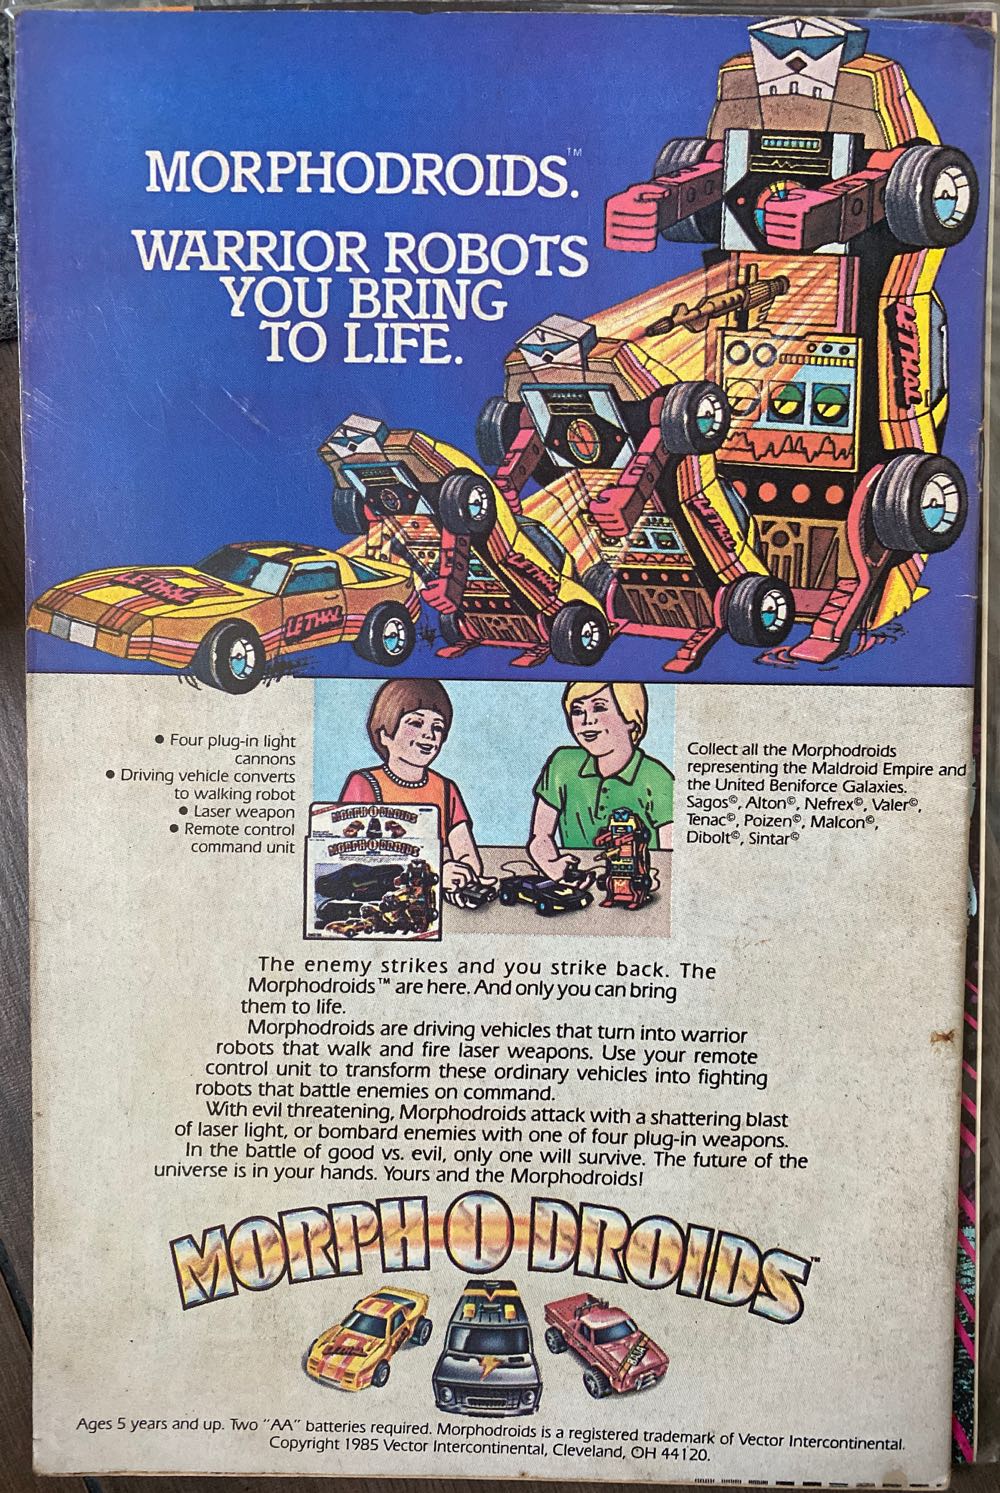 MORPHODROIDS.™
WARRIOR ROBOTS
YOU BRING
TO LIFE.
LETHAL
LETHAL
LETHAL
LETHAL
LETHAL
• Four plug-in light
cannons
• Driving vehicle converts
to walking robot
• Laser weapon
• Remote control
command unit
MORPH-O-DROIDS
MORPH-O-DROIDS
Collect all the Morphodroids
representing the Maldroid Empire and
the United Beniforce Galaxies.
Sagos©, Alton©, Nefrex©, Valer©,
Tenac©, Poizen©, Malcon©,
Dibolt©, Sintar©
The enemy strikes and you strike back. The
Morphodroids™ are here. And only you can bring
them to life.
Morphodroids are driving vehicles that turn into warrior
robots that walk and fire laser weapons. Use your remote
control unit to transform these ordinary vehicles into fighting
robots that battle enemies on command.
With evil threatening, Morphodroids attack with a shattering blast
of laser light, or bombard enemies with one of four plug-in weapons.
In the battle of good vs. evil, only one will survive. The future of the
universe is in your hands. Yours and the Morphodroids!
MORPH O DROIDS™
BAJA
Ages 5 years and up. Two "AA" batteries required. Morphodroids is a registered trademark of Vector Intercontinental.
Copyright 1985 Vector Intercontinental, Cleveland, OH 44120.